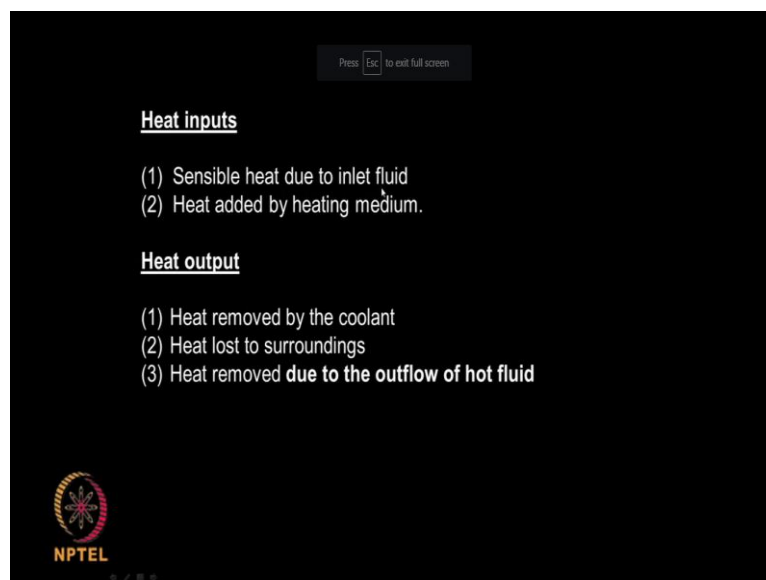 Press Esc to exit full screen
Heat inputs
(1) Sensible heat due to inlet fluid
(2) Heat added by heating medium.
Heat output
(1) Heat removed by the coolant
(2) Heat lost to surroundings
(3) Heat removed due to the outflow of hot fluid
NPTEL